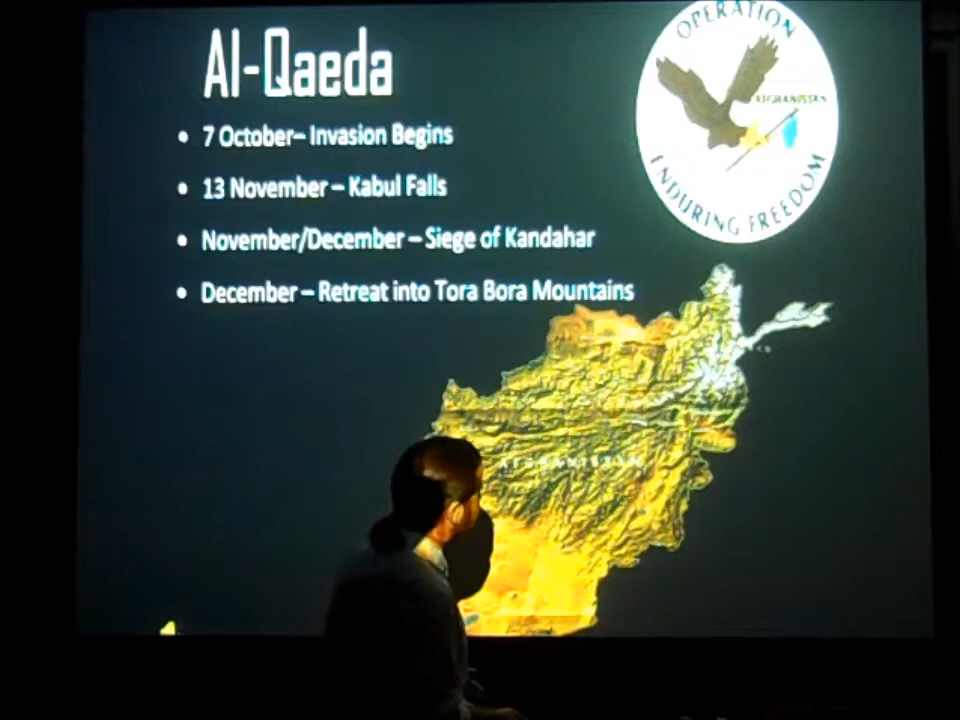 Al-Qaeda
OPERATION
AFGHANISTAN
ENDURING FREEDOM
• 7 October– Invasion Begins
• 13 November – Kabul Falls
• November/December – Siege of Kandahar
• December – Retreat into Tora Bora Mountains
AFGHANISTAN